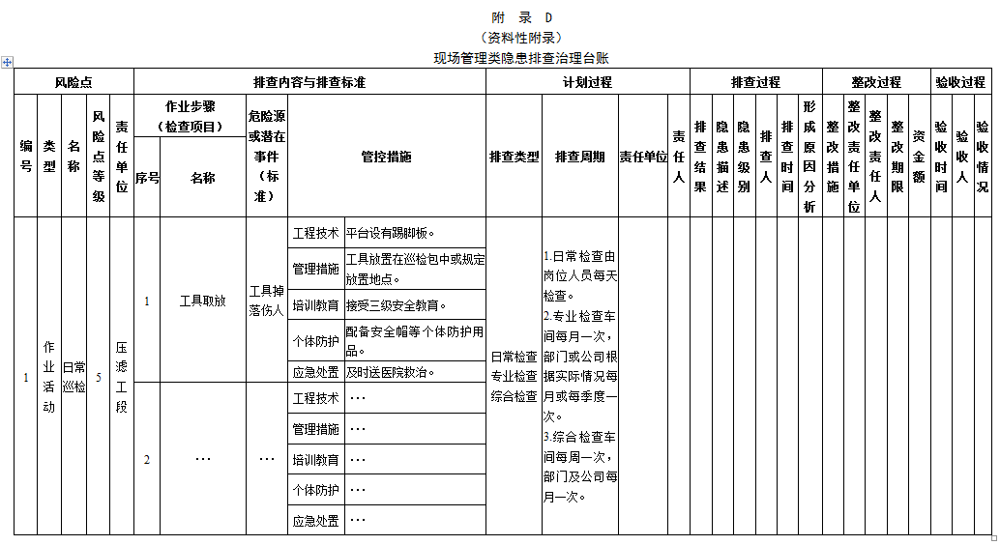 附 录 D
（资料性附录）
现场管理类隐患排查治理台账
风险点 排查内容与排查标准 计划过程 排查过程 整改过程 验收过程
编号 类型 名称 风险点等级 责任单位 作业步骤（检查项目） 危险源或潜在事件（标准） 管控措施 排查类型 排查周期 责任单位 责任人 排查结果 隐患描述 隐患级别 排查人 排查时间 形成原因分析 整改措施 整改责任单位 整改责任人 整改期限 资金额 验收时间 验收人 验收情况
序号 名称
1 作业活动 日常巡检 5 压滤工段
1 工具取放 工具掉落伤人
工程技术 平台设有踢脚板。
管理措施 工具放置在巡检包中或规定放置地点。
培训教育 接受三级安全教育。
个体防护 配备安全帽等个体防护用品。
应急处置 及时送医院救治。
2 ··· ···
工程技术 ···
管理措施 ···
培训教育 ···
个体防护 ···
应急处置 ···
日常检查
专业检查
综合检查
1.日常检查由
岗位人员每天
检查。
2.专业检查车
间每月一次，
部门或公司根
据实际情况每
月或每季度一
次。
3.综合检查车
间每周一次，
部门及公司每
月一次。